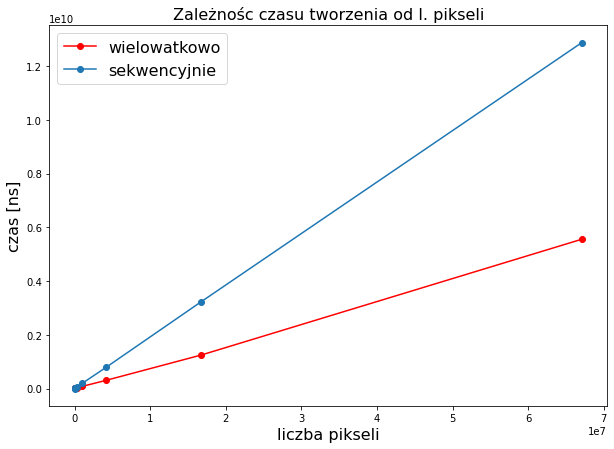 Zależnośc czasu tworzenia od l. pikseli
1e10
wielowatkowo
sekwencyjnie
czas [ns]
1.2
1.0
0.8
0.6
0.4
0.2
0.0
0 1 2 3 4 5 6 7
1e7
liczba pikseli